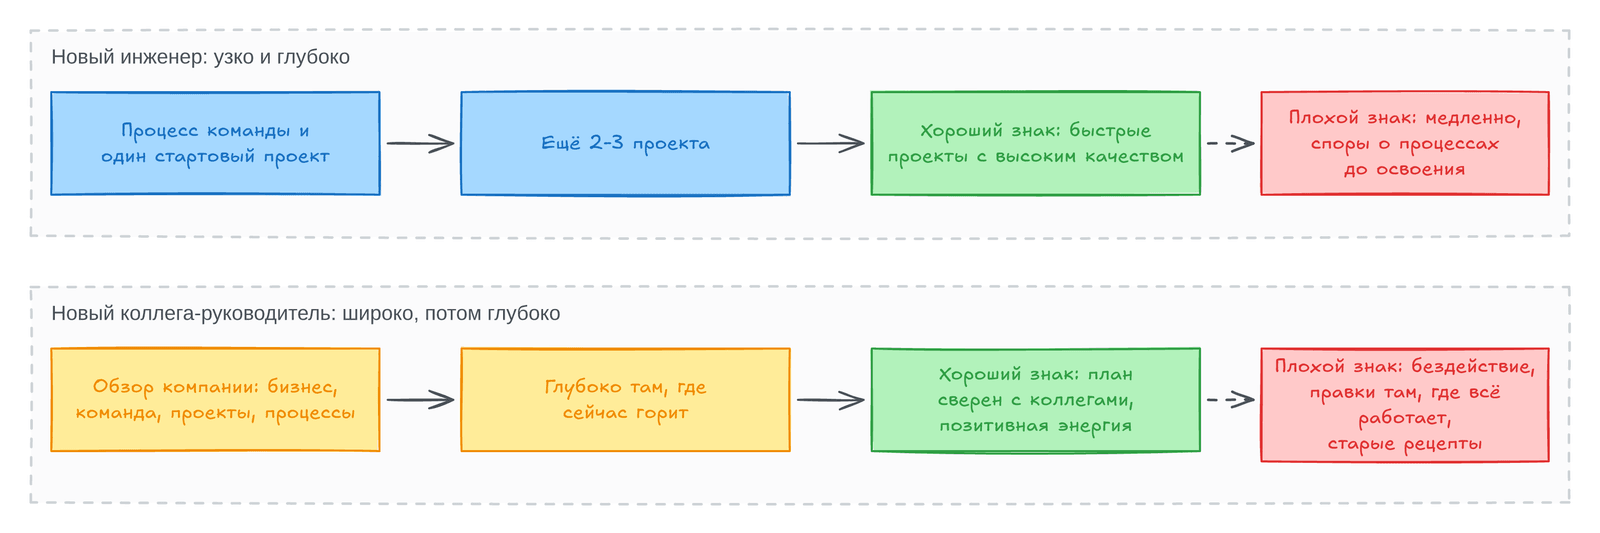 Новый инженер: узко и глубоко
Процесс команды и
один стартовый проект
Ещё 2-3 проекта
Хороший знак: быстрые
проекты с высоким качеством
Плохой знак: медленно,
споры о процессах
до освоения
Новый коллега-руководитель: широко, потом глубоко
Обзор компании: бизнес,
команда, проекты, процессы
Глубоко там, где
сейчас горит
Хороший знак: план
сверен с коллегами,
позитивная энергия
Плохой знак: бездействие,
правки там, где всё
работает,
старые рецепты